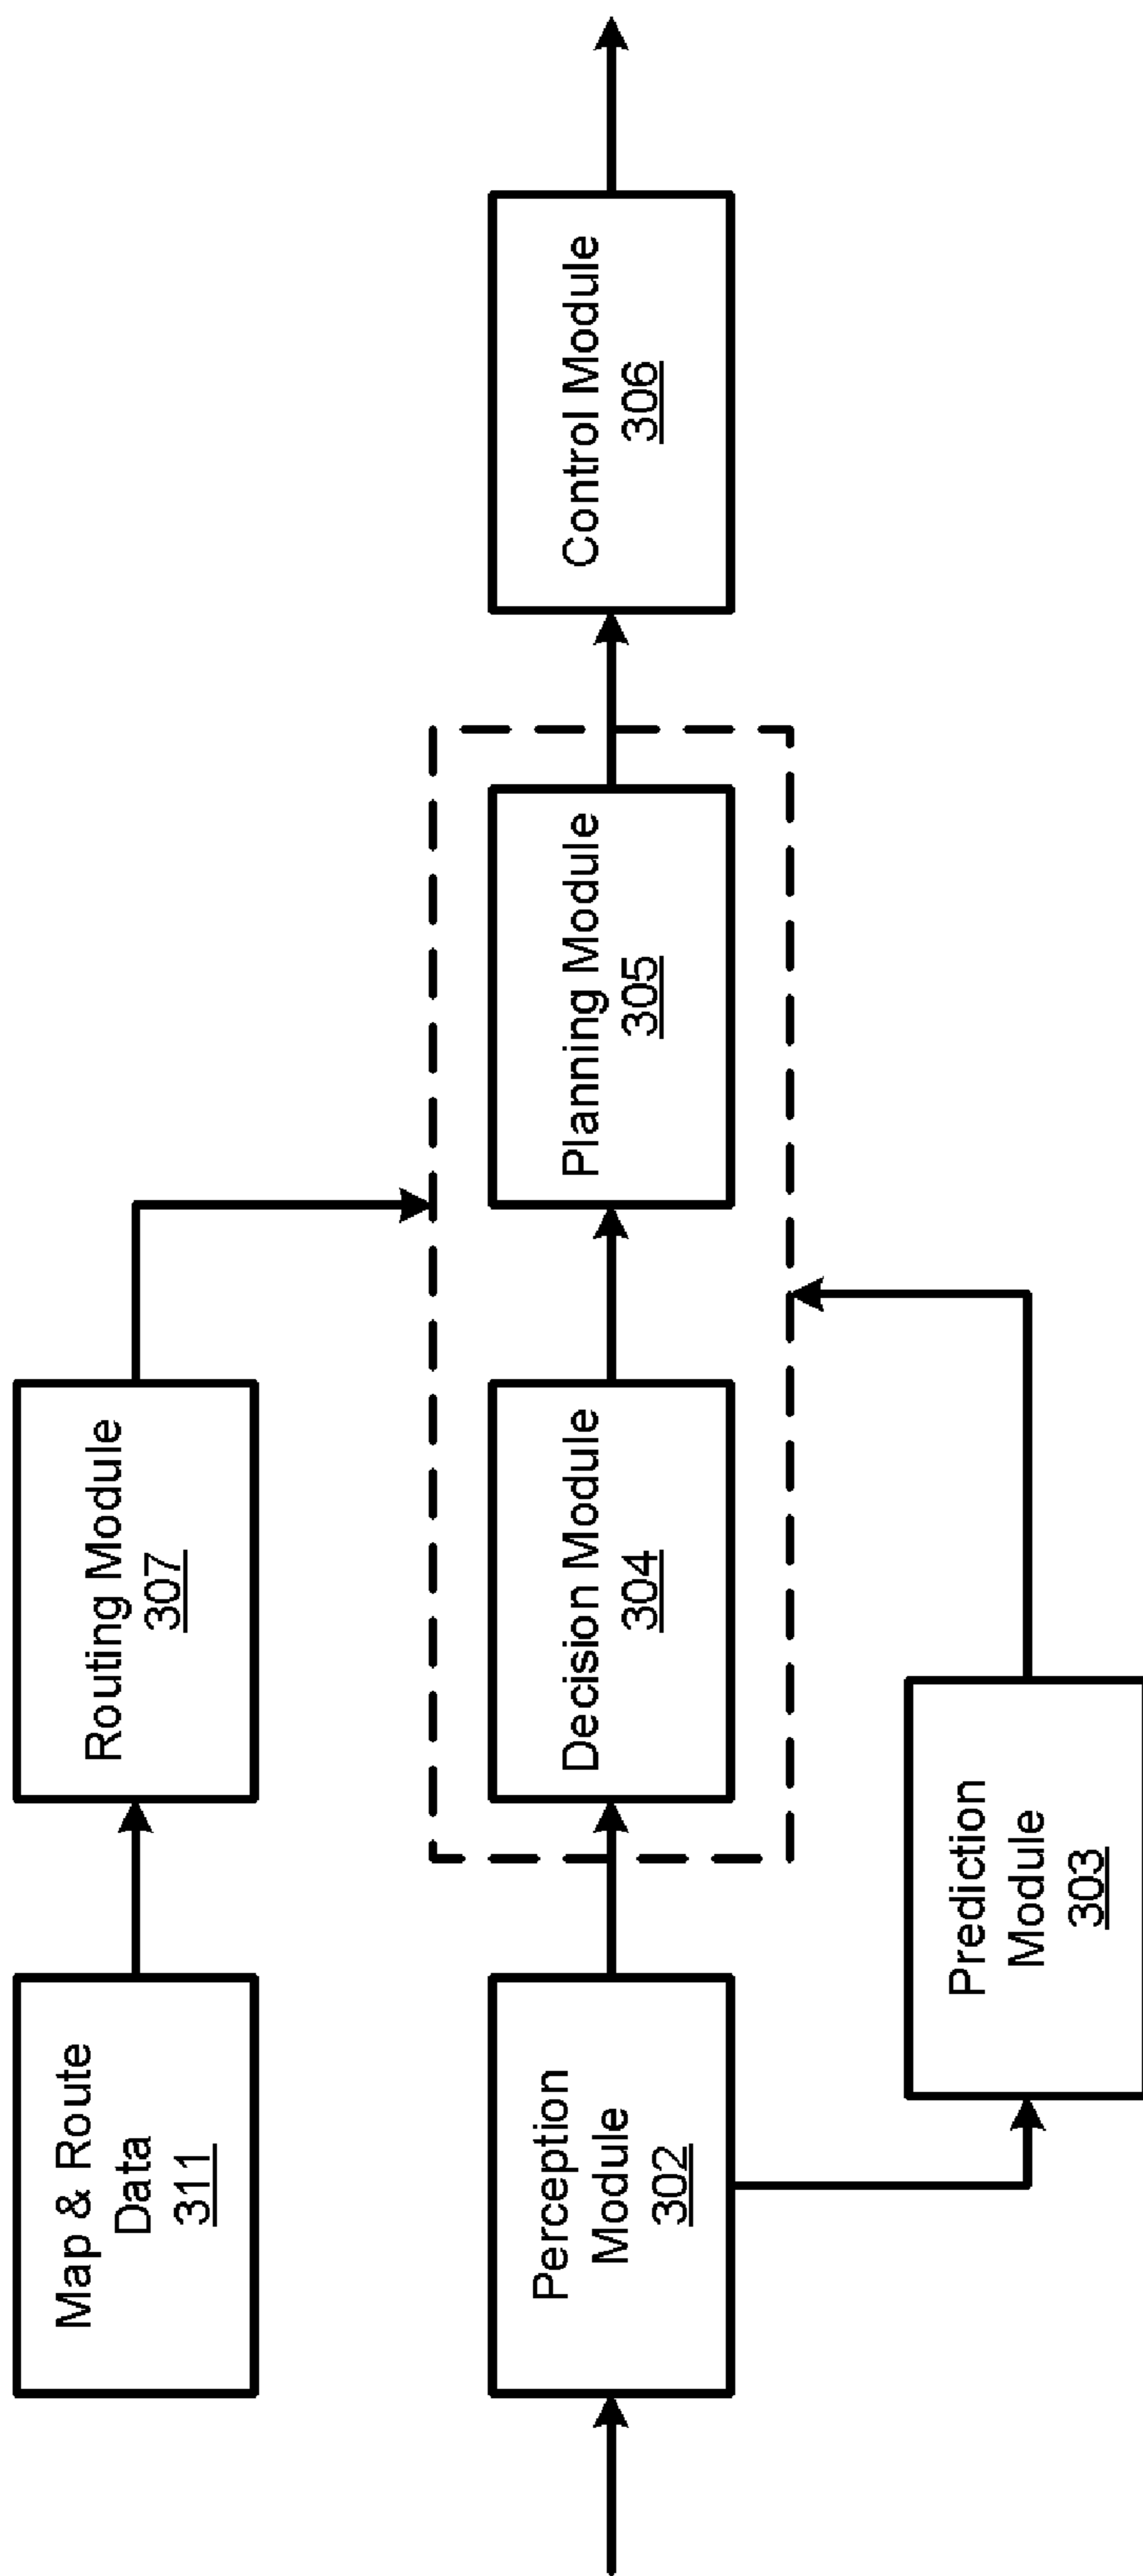 Map & Route
Data
311
Routing Module
307
Perception
Module
302
Decision Module
304
Planning Module
305
Control Module
306
Prediction
Module
303